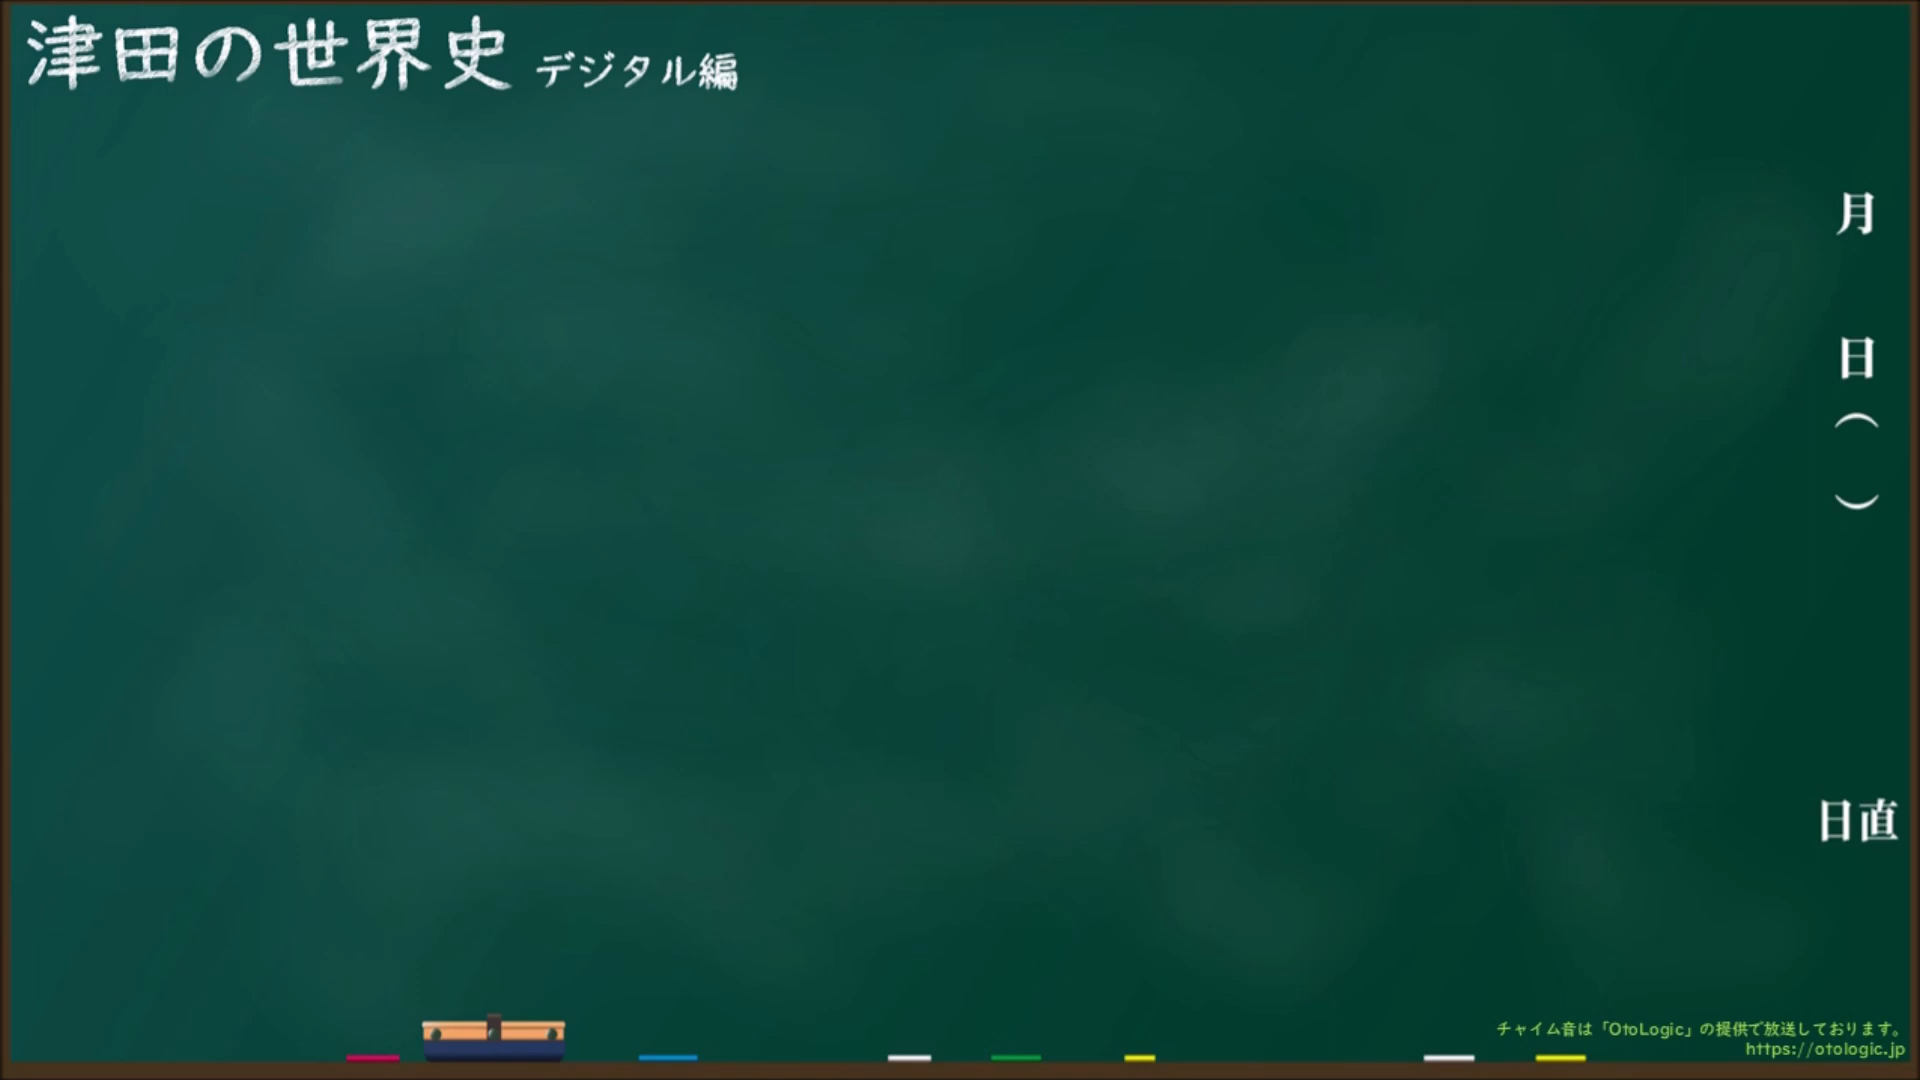 津田の世界史 デジタル編
月
日
（ ）
日直
チャイム音は「OtoLogic」の提供で放送しております。
https://otologic.jp